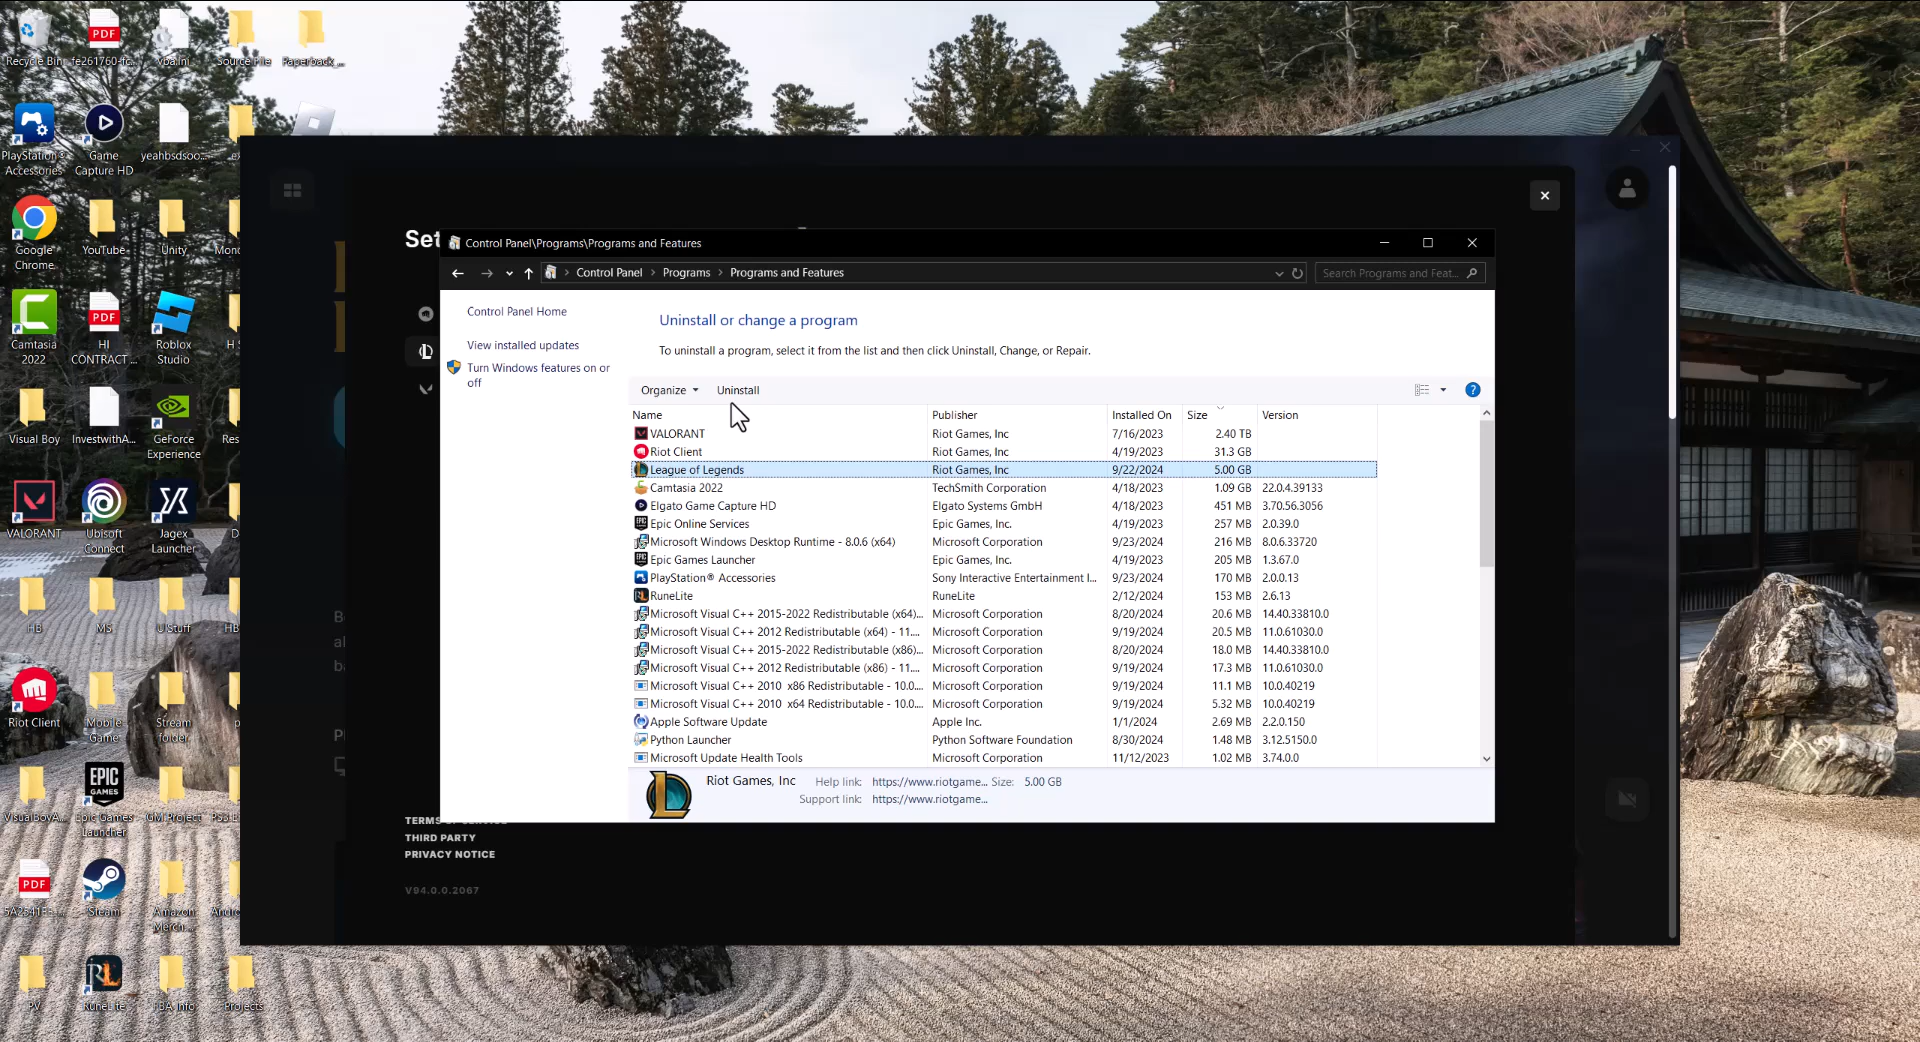 Recycle Bin
fe261760-fc...
vba.ini
Source File
Paperback_...
PlayStation®
Accessories
Game
Capture HD
yeahbsdsoo...
Google
Chrome
YouTube
Unity
Camtasia
2022
HI
CONTRACT ...
Roblox
Studio
Visual Boy
InvestwithA...
GeForce
Experience
VALORANT
Ubisoft
Connect
Jagex
Launcher
HB
MS
U Stuff
Riot Client
Mobile
Game
Stream
folder
VisualBoyA...
Epic Games
Launcher
GM Project
Steam
Amazon
Merch...
PV
RuneLite
FBA Info
Projects
Set
Control Panel\Programs\Programs and Features
Control Panel > Programs > Programs and Features
Search Programs and Feat...
Control Panel Home
View installed updates
Turn Windows features on or
off
Uninstall or change a program
To uninstall a program, select it from the list and then click Uninstall, Change, or Repair.
Organize Uninstall
Name Publisher Installed On Size Version
VALORANT Riot Games, Inc 7/16/2023 2.40 TB
Riot Client Riot Games, Inc 4/19/2023 31.3 GB
League of Legends Riot Games, Inc 9/22/2024 5.00 GB
Camtasia 2022 TechSmith Corporation 4/18/2023 1.09 GB 22.0.4.39133
Elgato Game Capture HD Elgato Systems GmbH 4/18/2023 451 MB 3.70.56.3056
Epic Online Services Epic Games, Inc. 4/19/2023 257 MB 2.0.39.0
Microsoft Windows Desktop Runtime - 8.0.6 (x64) Microsoft Corporation 9/23/2024 216 MB 8.0.6.33720
Epic Games Launcher Epic Games, Inc. 4/19/2023 205 MB 1.3.67.0
PlayStation® Accessories Sony Interactive Entertainment I... 9/23/2024 170 MB 2.0.0.13
RuneLite RuneLite 2/12/2024 153 MB 2.6.13
Microsoft Visual C++ 2015-2022 Redistributable (x64)... Microsoft Corporation 8/20/2024 20.6 MB 14.40.33810.0
Microsoft Visual C++ 2012 Redistributable (x64) - 11.... Microsoft Corporation 9/19/2024 20.5 MB 11.0.61030.0
Microsoft Visual C++ 2015-2022 Redistributable (x86)... Microsoft Corporation 8/20/2024 18.0 MB 14.40.33810.0
Microsoft Visual C++ 2012 Redistributable (x86) - 11.... Microsoft Corporation 9/19/2024 17.3 MB 11.0.61030.0
Microsoft Visual C++ 2010 x86 Redistributable - 10.0.... Microsoft Corporation 9/19/2024 11.1 MB 10.0.40219
Microsoft Visual C++ 2010 x64 Redistributable - 10.0.... Microsoft Corporation 9/19/2024 5.32 MB 10.0.40219
Apple Software Update Apple Inc. 1/1/2024 2.69 MB 2.2.0.150
Python Launcher Python Software Foundation 8/30/2024 1.48 MB 3.12.5150.0
Microsoft Update Health Tools Microsoft Corporation 11/12/2023 1.02 MB 3.74.0.0
Riot Games, Inc Help link: https://www.riotgame... Size: 5.00 GB
Support link: https://www.riotgame...
THIRD PARTY
PRIVACY NOTICE
V94.0.0.2067